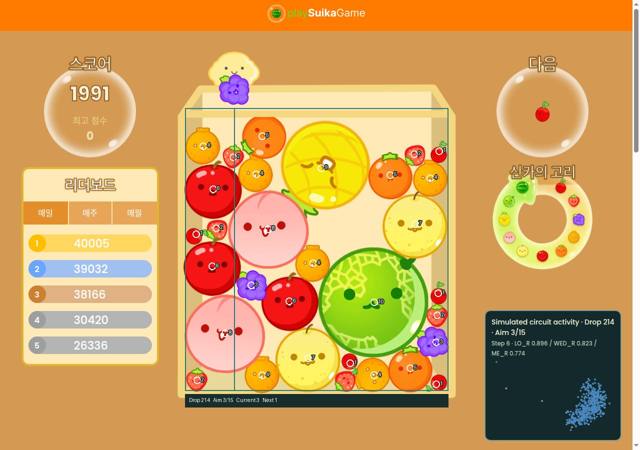 playSuikaGame
스코어
1991
최고 점수
0
다음
리더보드
매일
매주
매월
1 40005
2 39032
3 38166
4 30420
5 26336
신카의 고리
Simulated circuit activity · Drop 214
· Aim 3/15
Step 6 · LO_R 0.896 / WED_R 0.823 /
ME_R 0.774
Drop 214 Aim 3/15 Current 3 Next 1